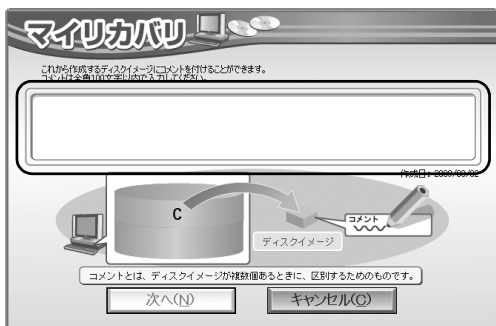 マイリカバリ
これから作成するディスクイメージにコメントを付けることができます。
コメントは全角100文字以内で入力してください。
作成日：2009/09/02
C
コメント
ディスクイメージ
コメントとは、ディスクイメージが複数個あるときに、区別するためのものです。
次へ(N)
キャンセル(C)